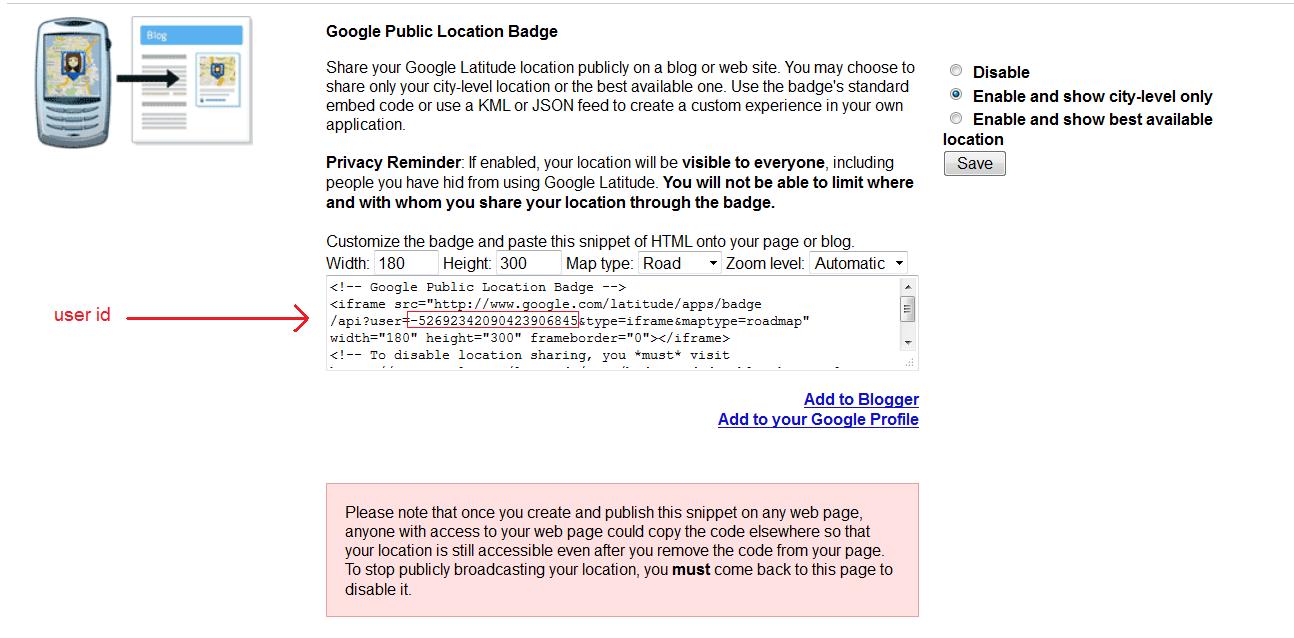 Blog
Google Public Location Badge
Share your Google Latitude location publicly on a blog or web site. You may choose to
share only your city-level location or the best available one. Use the badge's standard
embed code or use a KML or JSON feed to create a custom experience in your own
application.
Privacy Reminder: If enabled, your location will be visible to everyone, including
people you have hid from using Google Latitude. You will not be able to limit where
and with whom you share your location through the badge.
Customize the badge and paste this snippet of HTML onto your page or blog.
Width: 180 Height: 300 Map type: Road Zoom level: Automatic
<!-- Google Public Location Badge -->
<iframe src="http://www.google.com/latitude/apps/badge
/api?user=-52692342090423906845&type=iframe&maptype=roadmap"
width="180" height="300" frameborder="0"></iframe>
<!-- To disable location sharing, you *must* visit
user id
Add to Blogger
Add to your Google Profile
Please note that once you create and publish this snippet on any web page,
anyone with access to your web page could copy the code elsewhere so that
your location is still accessible even after you remove the code from your page.
To stop publicly broadcasting your location, you must come back to this page to
disable it.
Disable
Enable and show city-level only
Enable and show best available
location
Save